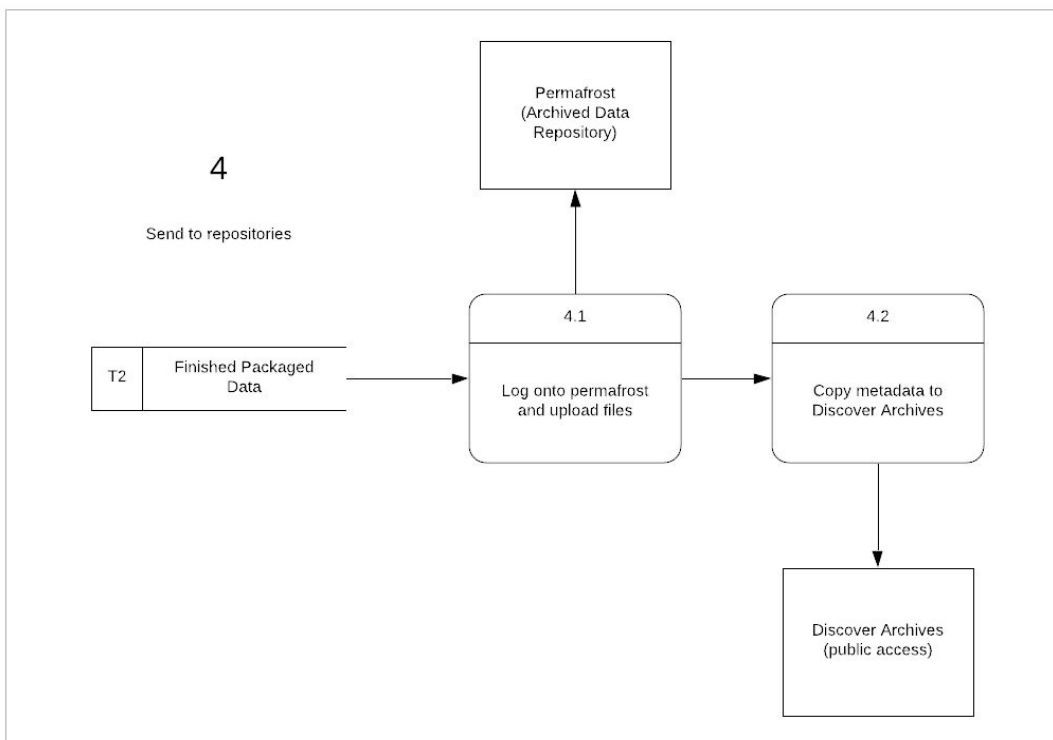 Permafrost
(Archived Data
Repository)
4
Send to repositories
4.1
4.2
T2
Finished Packaged
Data
Log onto permafrost
and upload files
Copy metadata to
Discover Archives
Discover Archives
(public access)